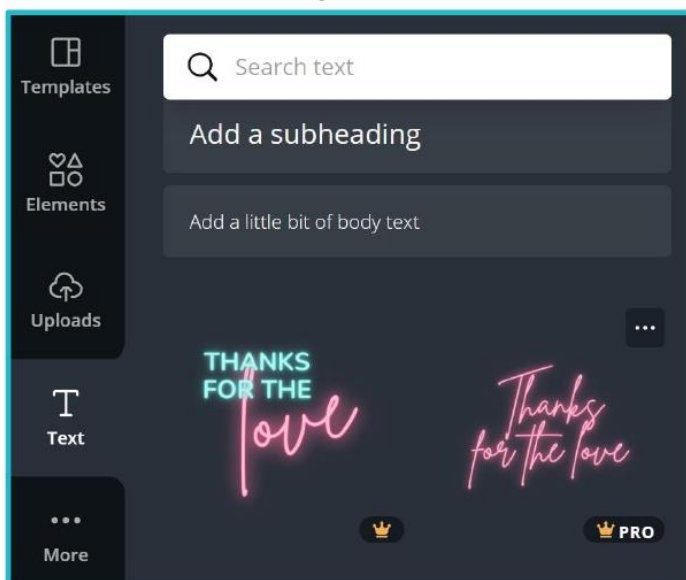 Templates
Elements
Uploads
Text
More
Search text
Add a subheading
Add a little bit of body text
THANKS
FOR THE
love
Thanks
for the love
PRO